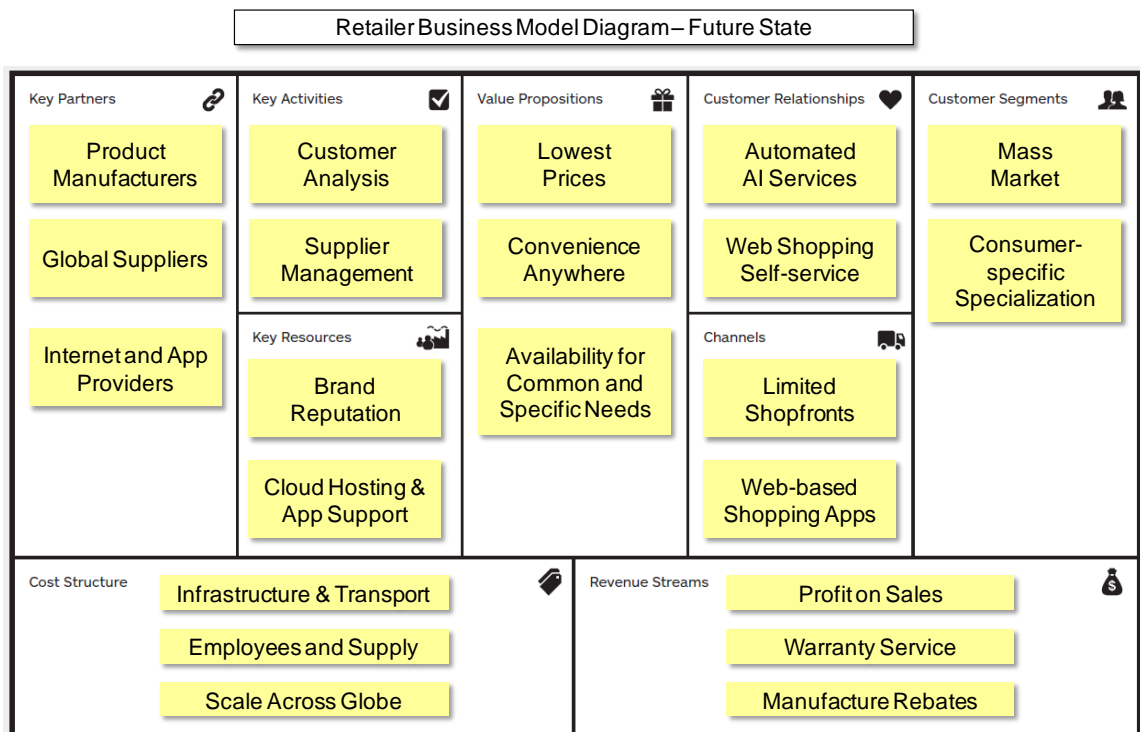 Retailer Business Model Diagram– Future State
Key Partners
Product
Manufacturers
Global Suppliers
Internet and App
Providers
Key Activities
Customer
Analysis
Supplier
Management
Key Resources
Brand
Reputation
Cloud Hosting &
App Support
Value Propositions
Lowest
Prices
Convenience
Anywhere
Availability for
Common and
Specific Needs
Customer Relationships
Automated
AI Services
Web Shopping
Self-service
Channels
Limited
Shopfronts
Web-based
Shopping Apps
Customer Segments
Mass
Market
Consumer-
specific
Specialization
Cost Structure
Infrastructure & Transport
Employees and Supply
Scale Across Globe
Revenue Streams
$
Profit on Sales
Warranty Service
Manufacture Rebates